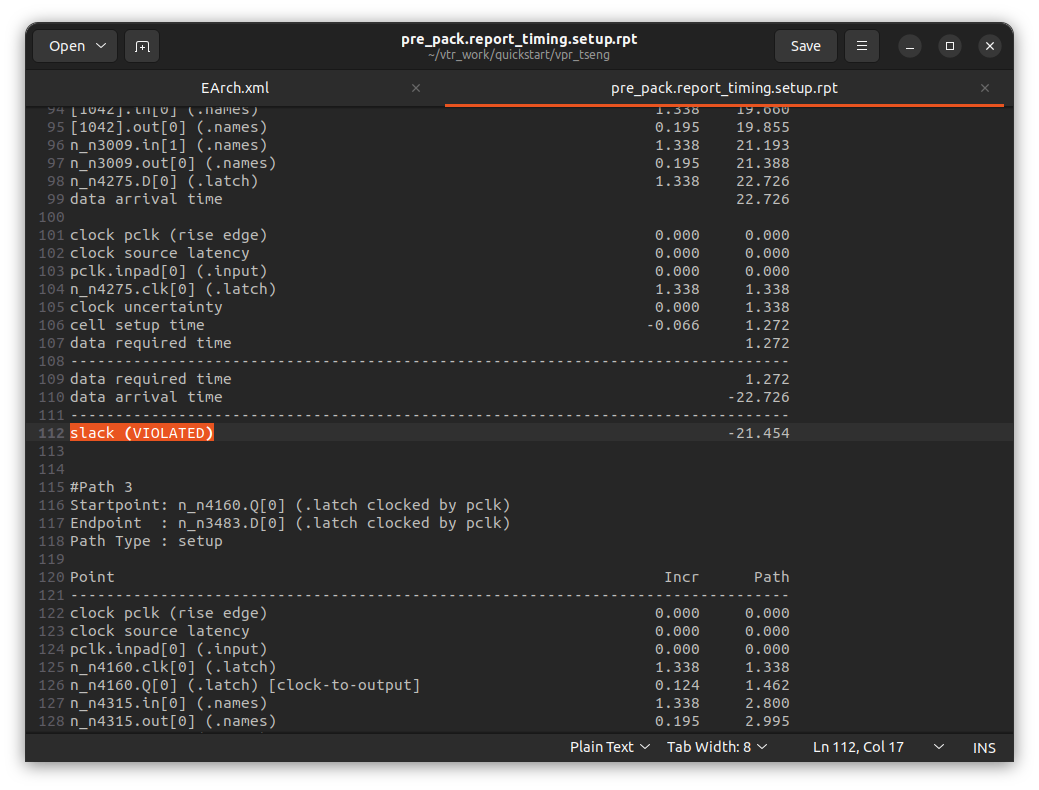 Open
pre_pack.report_timing.setup.rpt
~/vtr_work/quickstart/vpr_tseng
Save
EArch.xml
pre_pack.report_timing.setup.rpt
94 [1042].in[0] (.names) 1.338 19.660
95 [1042].out[0] (.names) 0.195 19.855
96 n_n3009.in[1] (.names) 1.338 21.193
97 n_n3009.out[0] (.names) 0.195 21.388
98 n_n4275.D[0] (.latch) 1.338 22.726
99 data arrival time 22.726
100
101 clock pclk (rise edge) 0.000 0.000
102 clock source latency 0.000 0.000
103 pclk.inpad[0] (.input) 0.000 0.000
104 n_n4275.clk[0] (.latch) 1.338 1.338
105 clock uncertainty 0.000 1.338
106 cell setup time -0.066 1.272
107 data required time 1.272
108 --------------------------------------------------------------------------------
109 data required time 1.272
110 data arrival time -22.726
111 --------------------------------------------------------------------------------
112 slack (VIOLATED) -21.454
113
114
115 #Path 3
116 Startpoint: n_n4160.Q[0] (.latch clocked by pclk)
117 Endpoint  : n_n3483.D[0] (.latch clocked by pclk)
118 Path Type : setup
119
120 Point Incr Path
121 --------------------------------------------------------------------------------
122 clock pclk (rise edge) 0.000 0.000
123 clock source latency 0.000 0.000
124 pclk.inpad[0] (.input) 0.000 0.000
125 n_n4160.clk[0] (.latch) 1.338 1.338
126 n_n4160.Q[0] (.latch) [clock-to-output] 0.124 1.462
127 n_n4315.in[0] (.names) 1.338 2.800
128 n_n4315.out[0] (.names) 0.195 2.995
Plain Text Tab Width: 8 Ln 112, Col 17 INS